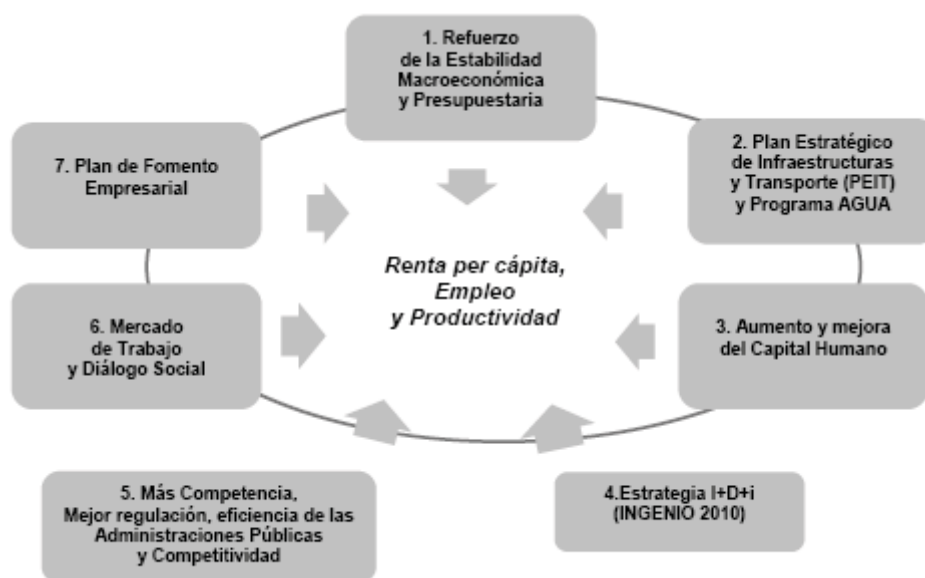 1. Refuerzo
de la Estabilidad
Macroeconómica
y Presupuestaria
2. Plan Estratégico
de Infraestructuras
y Transporte (PEIT)
y Programa AGUA
3. Aumento y mejora
del Capital Humano
4.Estrategia I+D+i
(INGENIO 2010)
5. Más Competencia,
Mejor regulación, eficiencia de las
Administraciones Públicas
y Competitividad
6. Mercado
de Trabajo
y Diálogo Social
7. Plan de Fomento
Empresarial
Renta per cápita,
Empleo
y Productividad